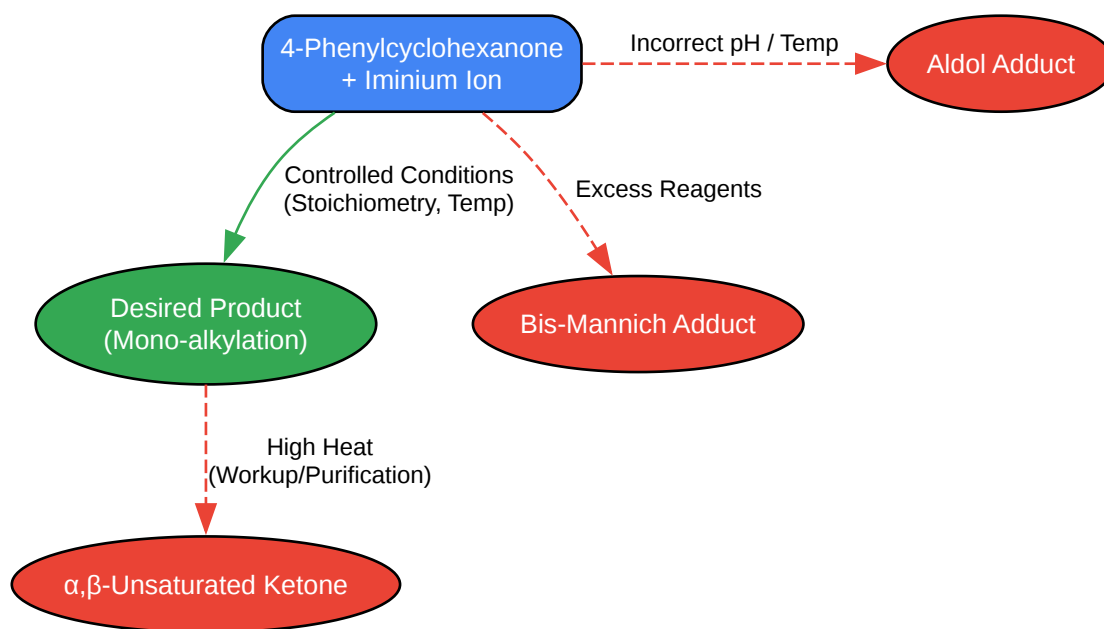 4-Phenylcyclohexanone
+ Iminium Ion
Incorrect pH / Temp
Aldol Adduct
Controlled Conditions
(Stoichiometry, Temp)
Excess Reagents
Desired Product
(Mono-alkylation)
Bis-Mannich Adduct
High Heat
(Workup/Purification)
α,β-Unsaturated Ketone